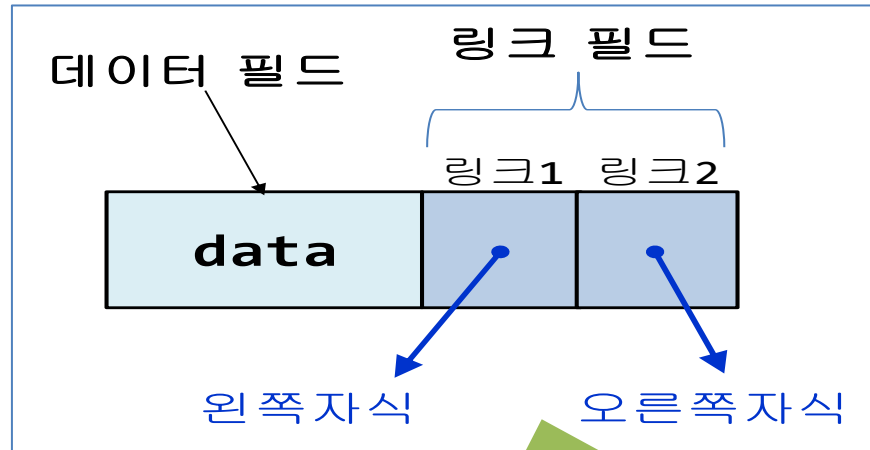 링크 필드
데이터 필드
링크1 링크2
data
왼쪽자식 오른쪽자식